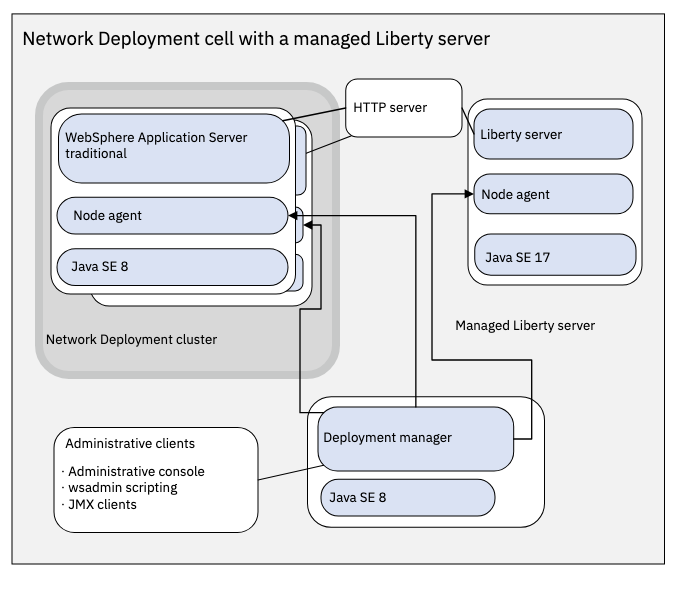 Network Deployment cell with a managed Liberty server
HTTP server
WebSphere Application Server
traditional
Node agent
Java SE 8
Network Deployment cluster
Liberty server
Node agent
Java SE 17
Managed Liberty server
Deployment manager
Java SE 8
Administrative clients
· Administrative console
· wsadmin scripting
· JMX clients